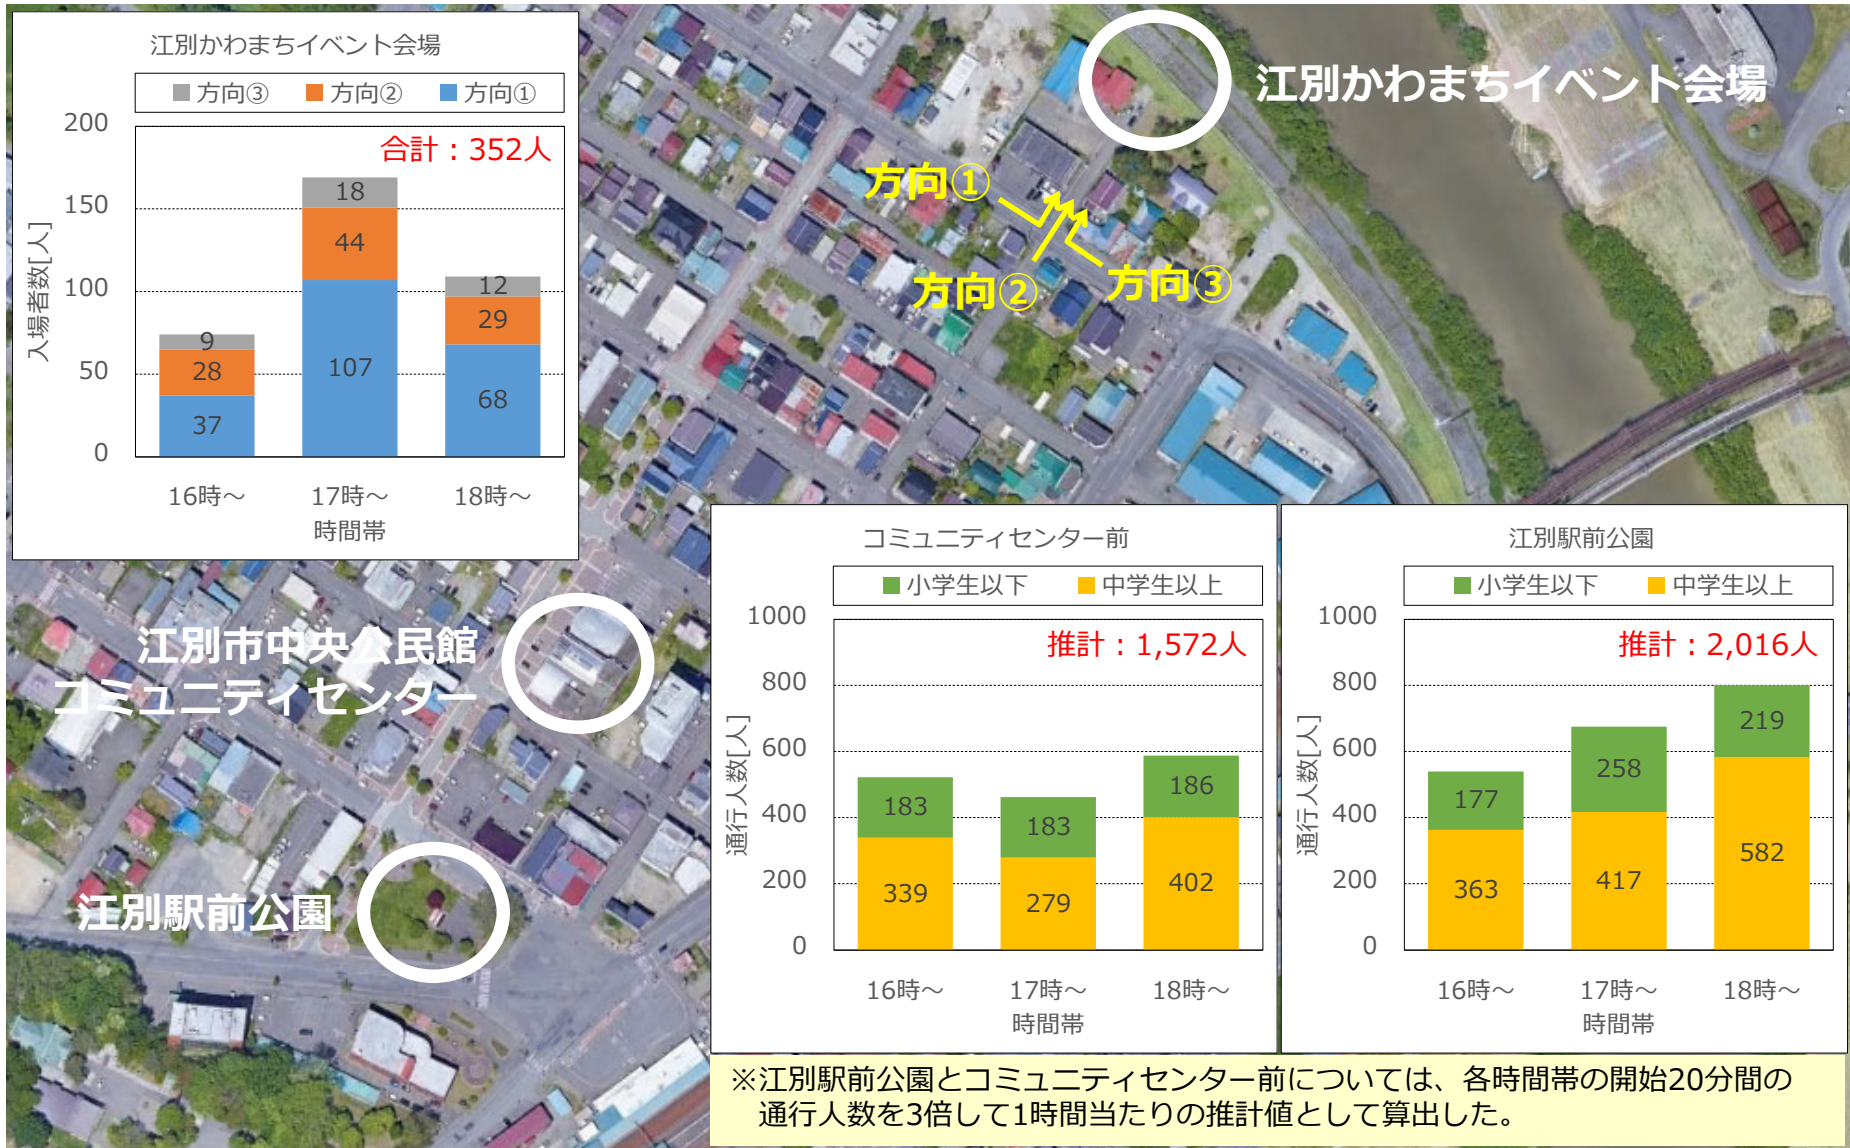 江別かわまちイベント会場
方向③ 方向② 方向①
合計：352人
入場者数[人]
200
150
100
50
0
9
28
37
18
44
107
12
29
68
16時～ 17時～ 18時～
時間帯
江別かわまちイベント会場
方向①
方向②
方向③
江別市中央公民館
コミュニティセンター
江別駅前公園
コミュニティセンター前
小学生以下 中学生以上
推計：1,572人
通行人数[人]
1000
800
600
400
200
0
183
339
183
279
186
402
16時～ 17時～ 18時～
時間帯
江別駅前公園
小学生以下 中学生以上
推計：2,016人
通行人数[人]
1000
800
600
400
200
0
177
363
258
417
219
582
16時～ 17時～ 18時～
時間帯
※江別駅前公園とコミュニティセンター前については、各時間帯の開始20分間の
通行人数を3倍して1時間当たりの推計値として算出した。